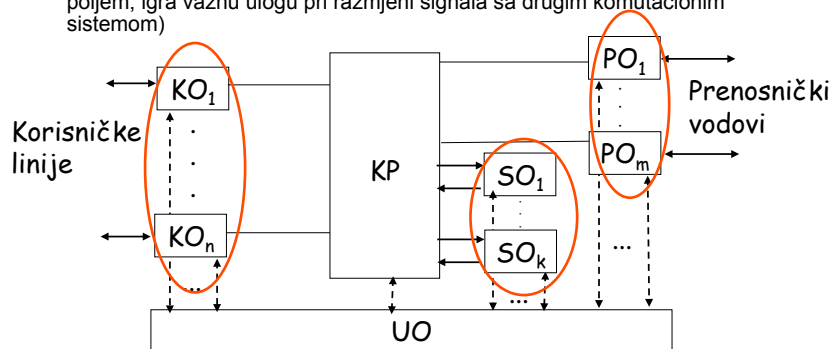 poljem, igra važnu ulogu pri razmjeni signala sa drugim komutacionim
sistemom)
KO1
PO1
Korisničke
linije
Prenosnički
vodovi
KP
POm
SO1
KOn
SOk
...
...
...
UO